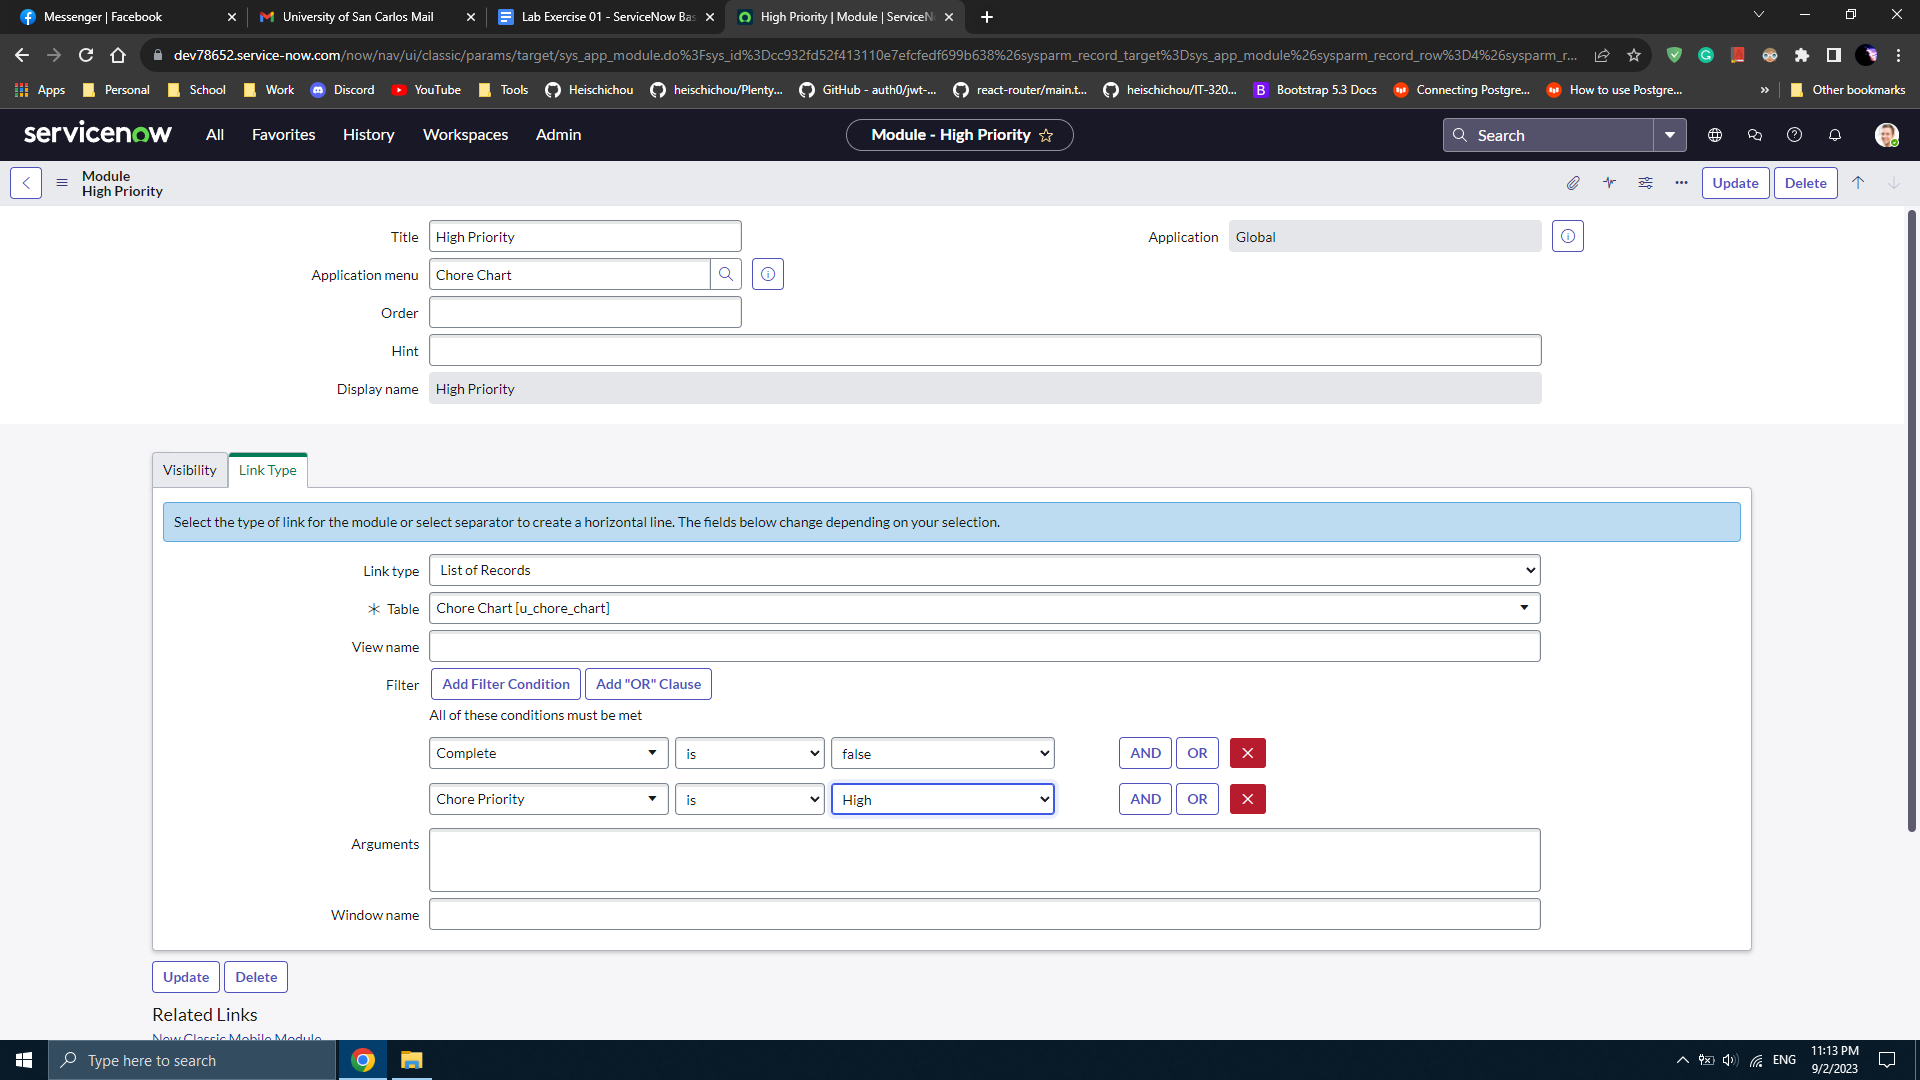 Messenger | Facebook
University of San Carlos Mail
Lab Exercise 01 - ServiceNow Bas
High Priority | Module | ServiceN
dev78652.service-now.com/now/nav/ui/classic/params/target/sys_app_module.do%3Fsys_id%3Dcc932fd52f413110e7efcfedf699b638%26sysparm_record_target%3Dsys_app_module%26sysparm_record_row%3D4%26sysparm_r...
Apps
Personal
School
Work
Discord
YouTube
Tools
Heischichou
heischichou/Plenty...
GitHub - auth0/jwt-...
react-router/main.t...
heischichou/IT-320...
Bootstrap 5.3 Docs
Connecting Postgre...
How to use Postgre...
»
Other bookmarks
servicenow
All
Favorites
History
Workspaces
Admin
Module - High Priority
Search
Module
High Priority
Update
Delete
Title
High Priority
Application
Global
Application menu
Chore Chart
Order
Hint
Display name
High Priority
Visibility
Link Type
Select the type of link for the module or select separator to create a horizontal line. The fields below change depending on your selection.
Link type
List of Records
Table
Chore Chart [u_chore_chart]
View name
Filter
Add Filter Condition
Add "OR" Clause
All of these conditions must be met
Complete
is
false
AND
OR
Chore Priority
is
High
AND
OR
Arguments
Window name
Update
Delete
Related Links
New Classic Mobile Module
Type here to search
ENG
11:13 PM
9/2/2023